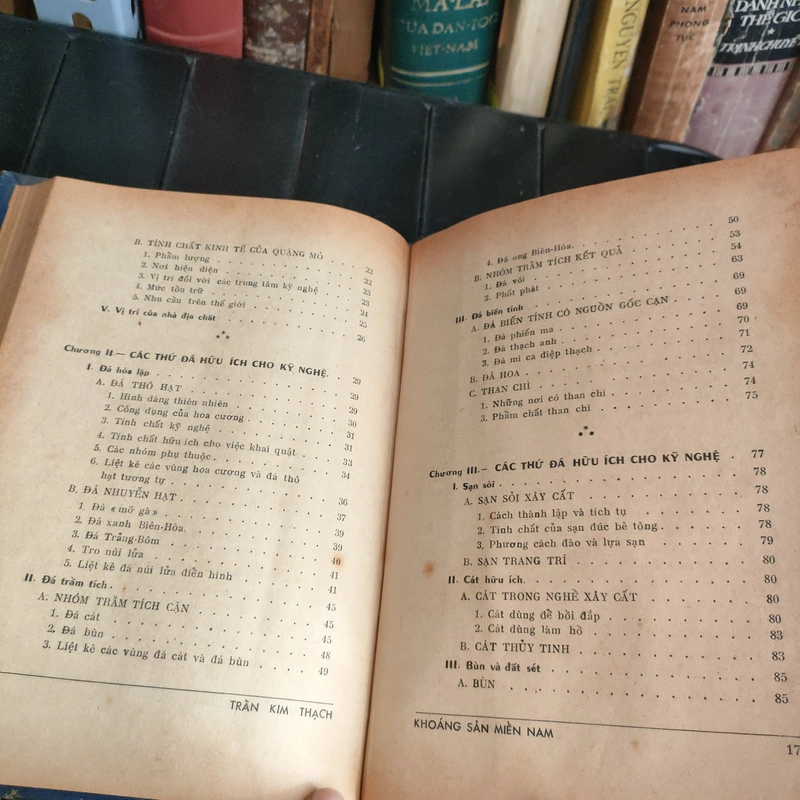 MA-LAI
CỦA DÂN-TỘC
VIỆT-NAM
NGUYEN TRAI
NAM
PHONG
TỤC
DANH NH
THẾ GIỚ
TRỊNH CHUYẾT
B. TÍNH CHẤT KINH TẾ CỦA QUẶNG MỎ
1. Phẩm lượng . . . 22
2. Nơi hiện diện . . . 22
3. Vị trí đối với các trung tâm kỹ nghệ . . . 23
4. Mức tồn trữ . . . 24
5. Nhu cầu trên thế giới . . . 25
V. Vị trí của nhà địa chất . . . 26
Chương II.— CÁC THỨ ĐÁ HỮU ÍCH CHO KỸ NGHỆ. . 29
I. Đá hỏa lập . . . 29
A. ĐÁ THÔ HẠT . . . 29
1. Hình dáng thiên nhiên . . . 30
2. Công dụng của hoa cương . . . 31
3. Tính chất kỹ nghệ . . . 31
4. Tính chất hữu ích cho việc khai quật . . . 33
5. Các nhóm phụ thuộc . . . 34
6. Liệt kê các vùng hoa cương và đá thô
hạt tương tự . . . 36
B. ĐÁ NHUYỄN HẠT . . . 37
1. Đá « mỡ gà » . . . 39
2. Đá xanh Biên-Hòa . . . 39
3. Đá Trảng-Bôm . . . 40
4. Tro núi lửa . . . 41
5. Liệt kê đá núi lửa điển hình . . . 41
II. Đá trầm tích . . . 45
A. NHÓM TRẦM TÍCH CẶN . . . 45
1. Đá cát . . . 45
2. Đá bùn . . . 48
3. Liệt kê các vùng đá cát và đá bùn . . . 49
TRẦN KIM THẠCH
4. Đá ong Biên-Hòa . . . 50
B. NHÓM TRẦM TÍCH KẾT QUẢ . . . 53
1. Đá vôi . . . 54
2. Phốt phát . . . 63
III. Đá biến tính . . . 69
A. ĐÁ BIẾN TÍNH CÓ NGUỒN GỐC CẠN . . . 69
1. Đá phiến ma . . . 70
2. Đá thạch anh . . . 71
3. Đá mi ca diệp thạch . . . 72
B. ĐÁ HOA . . . 74
C. THAN CHÌ . . . 74
1. Những nơi có than chì . . . 75
2. Phẩm chất than chì
Chương III.— CÁC THỨ ĐÁ HỮU ÍCH CHO KỸ NGHỆ . 77
I. Sạn sỏi . . . 78
A. SẠN SỎI XÂY CẤT . . . 78
1. Cách thành lập và tích tụ . . . 78
2. Tính chất của sạn đúc bê tông . . . 78
3. Phương cách đào và lựa sạn . . . 79
B. SẠN TRANG TRÍ . . . 80
II. Cát hữu ích . . . 80
A. CÁT TRONG NGHỀ XÂY CẤT . . . 80
1. Cát dùng để bồi đắp . . . 80
2. Cát dùng làm hồ . . . 83
B. CÁT THỦY TINH . . . 83
III. Bùn và đất sét . . . 85
A. BÙN . . . 85
KHOÁNG SẢN MIỀN NAM
17